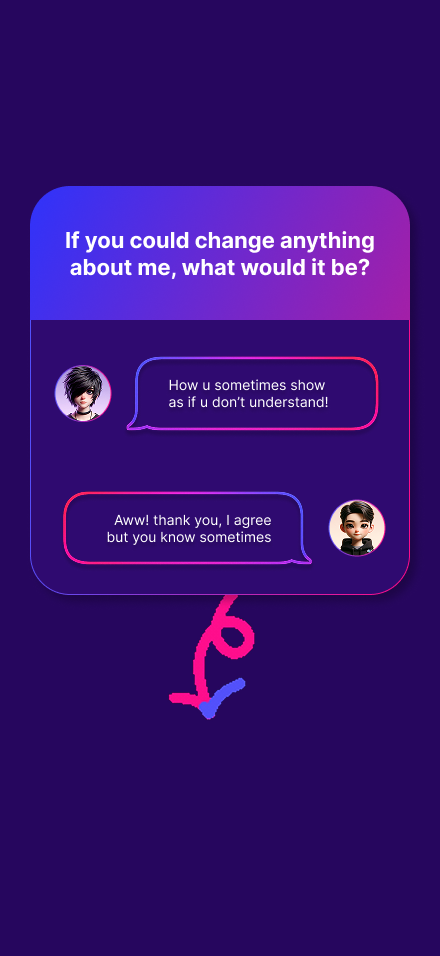 If you could change anything
about me, what would it be?
How u sometimes show
as if u don't understand!
Aww! thank you, I agree
but you know sometimes